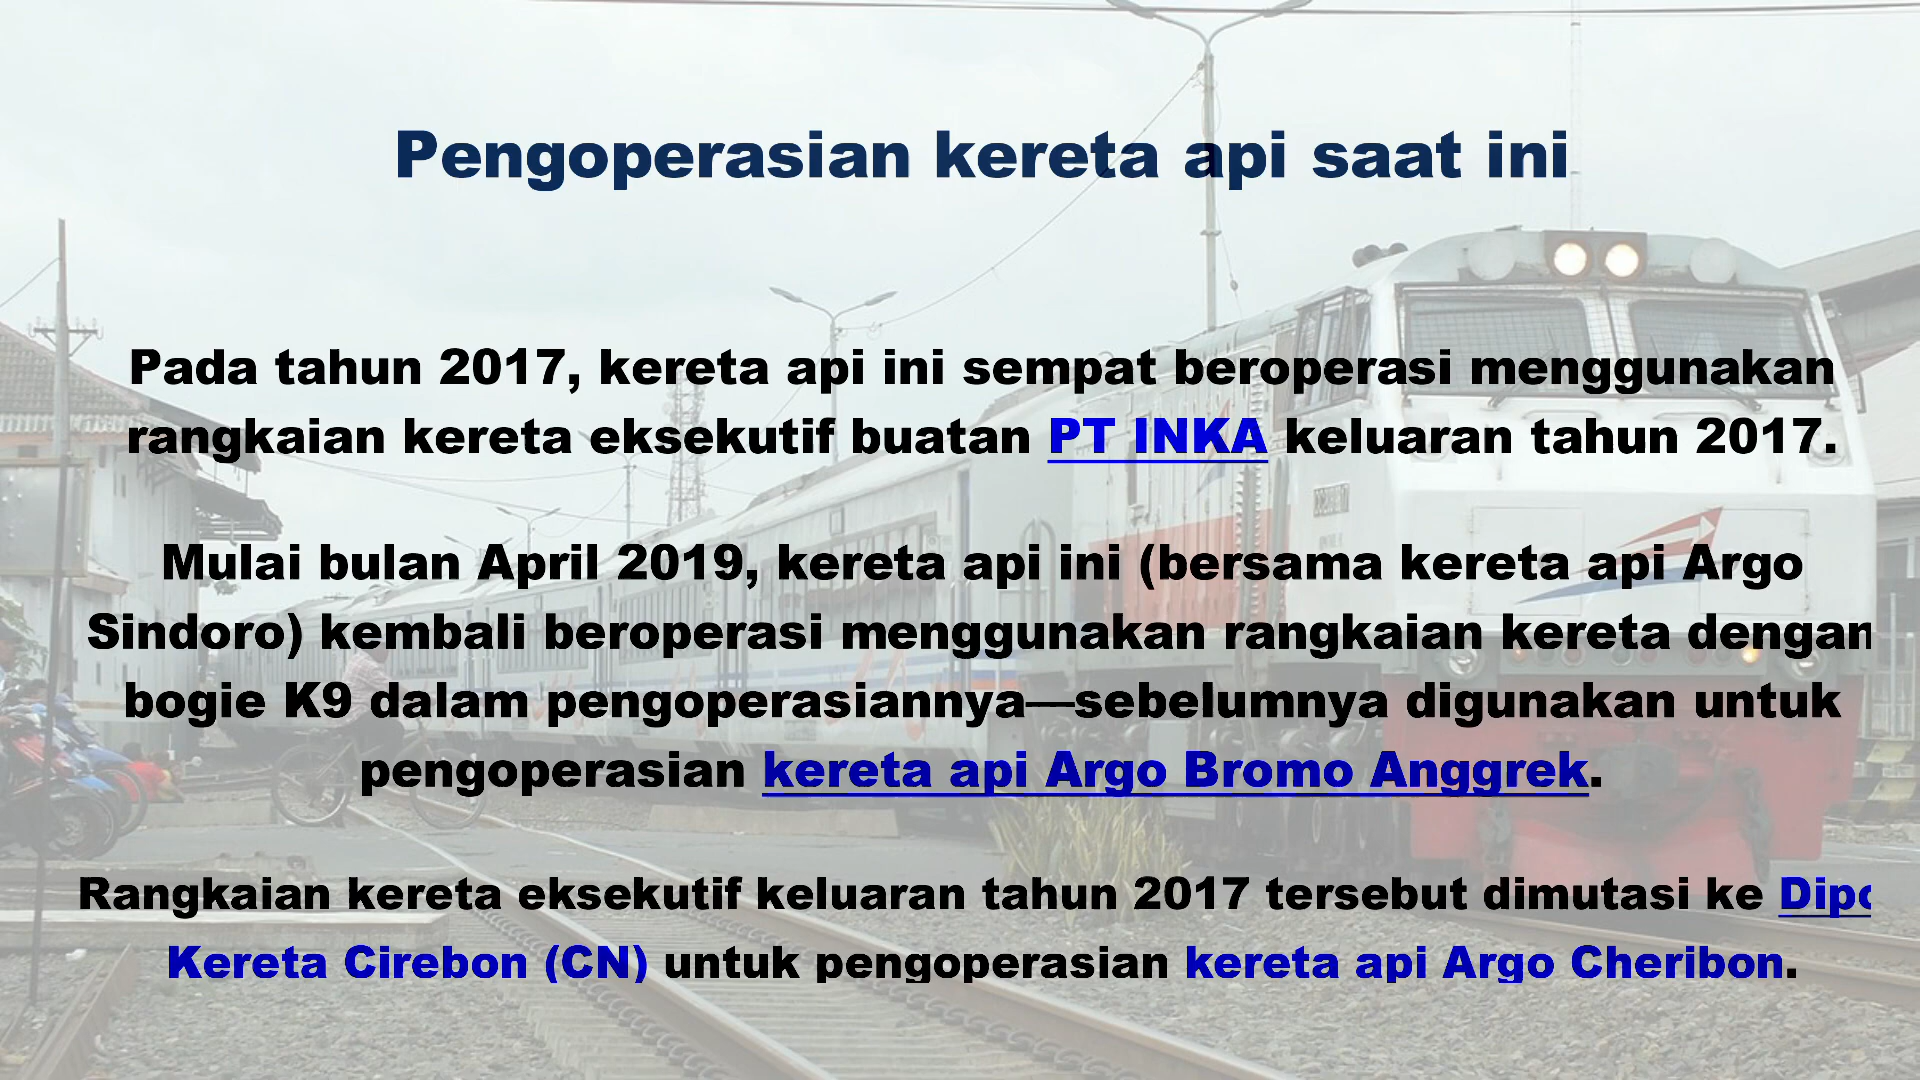 Pengoperasian kereta api saat ini
Pada tahun 2017, kereta api ini sempat beroperasi menggunakan
rangkaian kereta eksekutif buatan PT INKA keluaran tahun 2017.
Mulai bulan April 2019, kereta api ini (bersama kereta api Argo
Sindoro) kembali beroperasi menggunakan rangkaian kereta dengan
bogie K9 dalam pengoperasiannya—sebelumnya digunakan untuk
pengoperasian kereta api Argo Bromo Anggrek.
Rangkaian kereta eksekutif keluaran tahun 2017 tersebut dimutasi ke Dipo
Kereta Cirebon (CN) untuk pengoperasian kereta api Argo Cheribon.